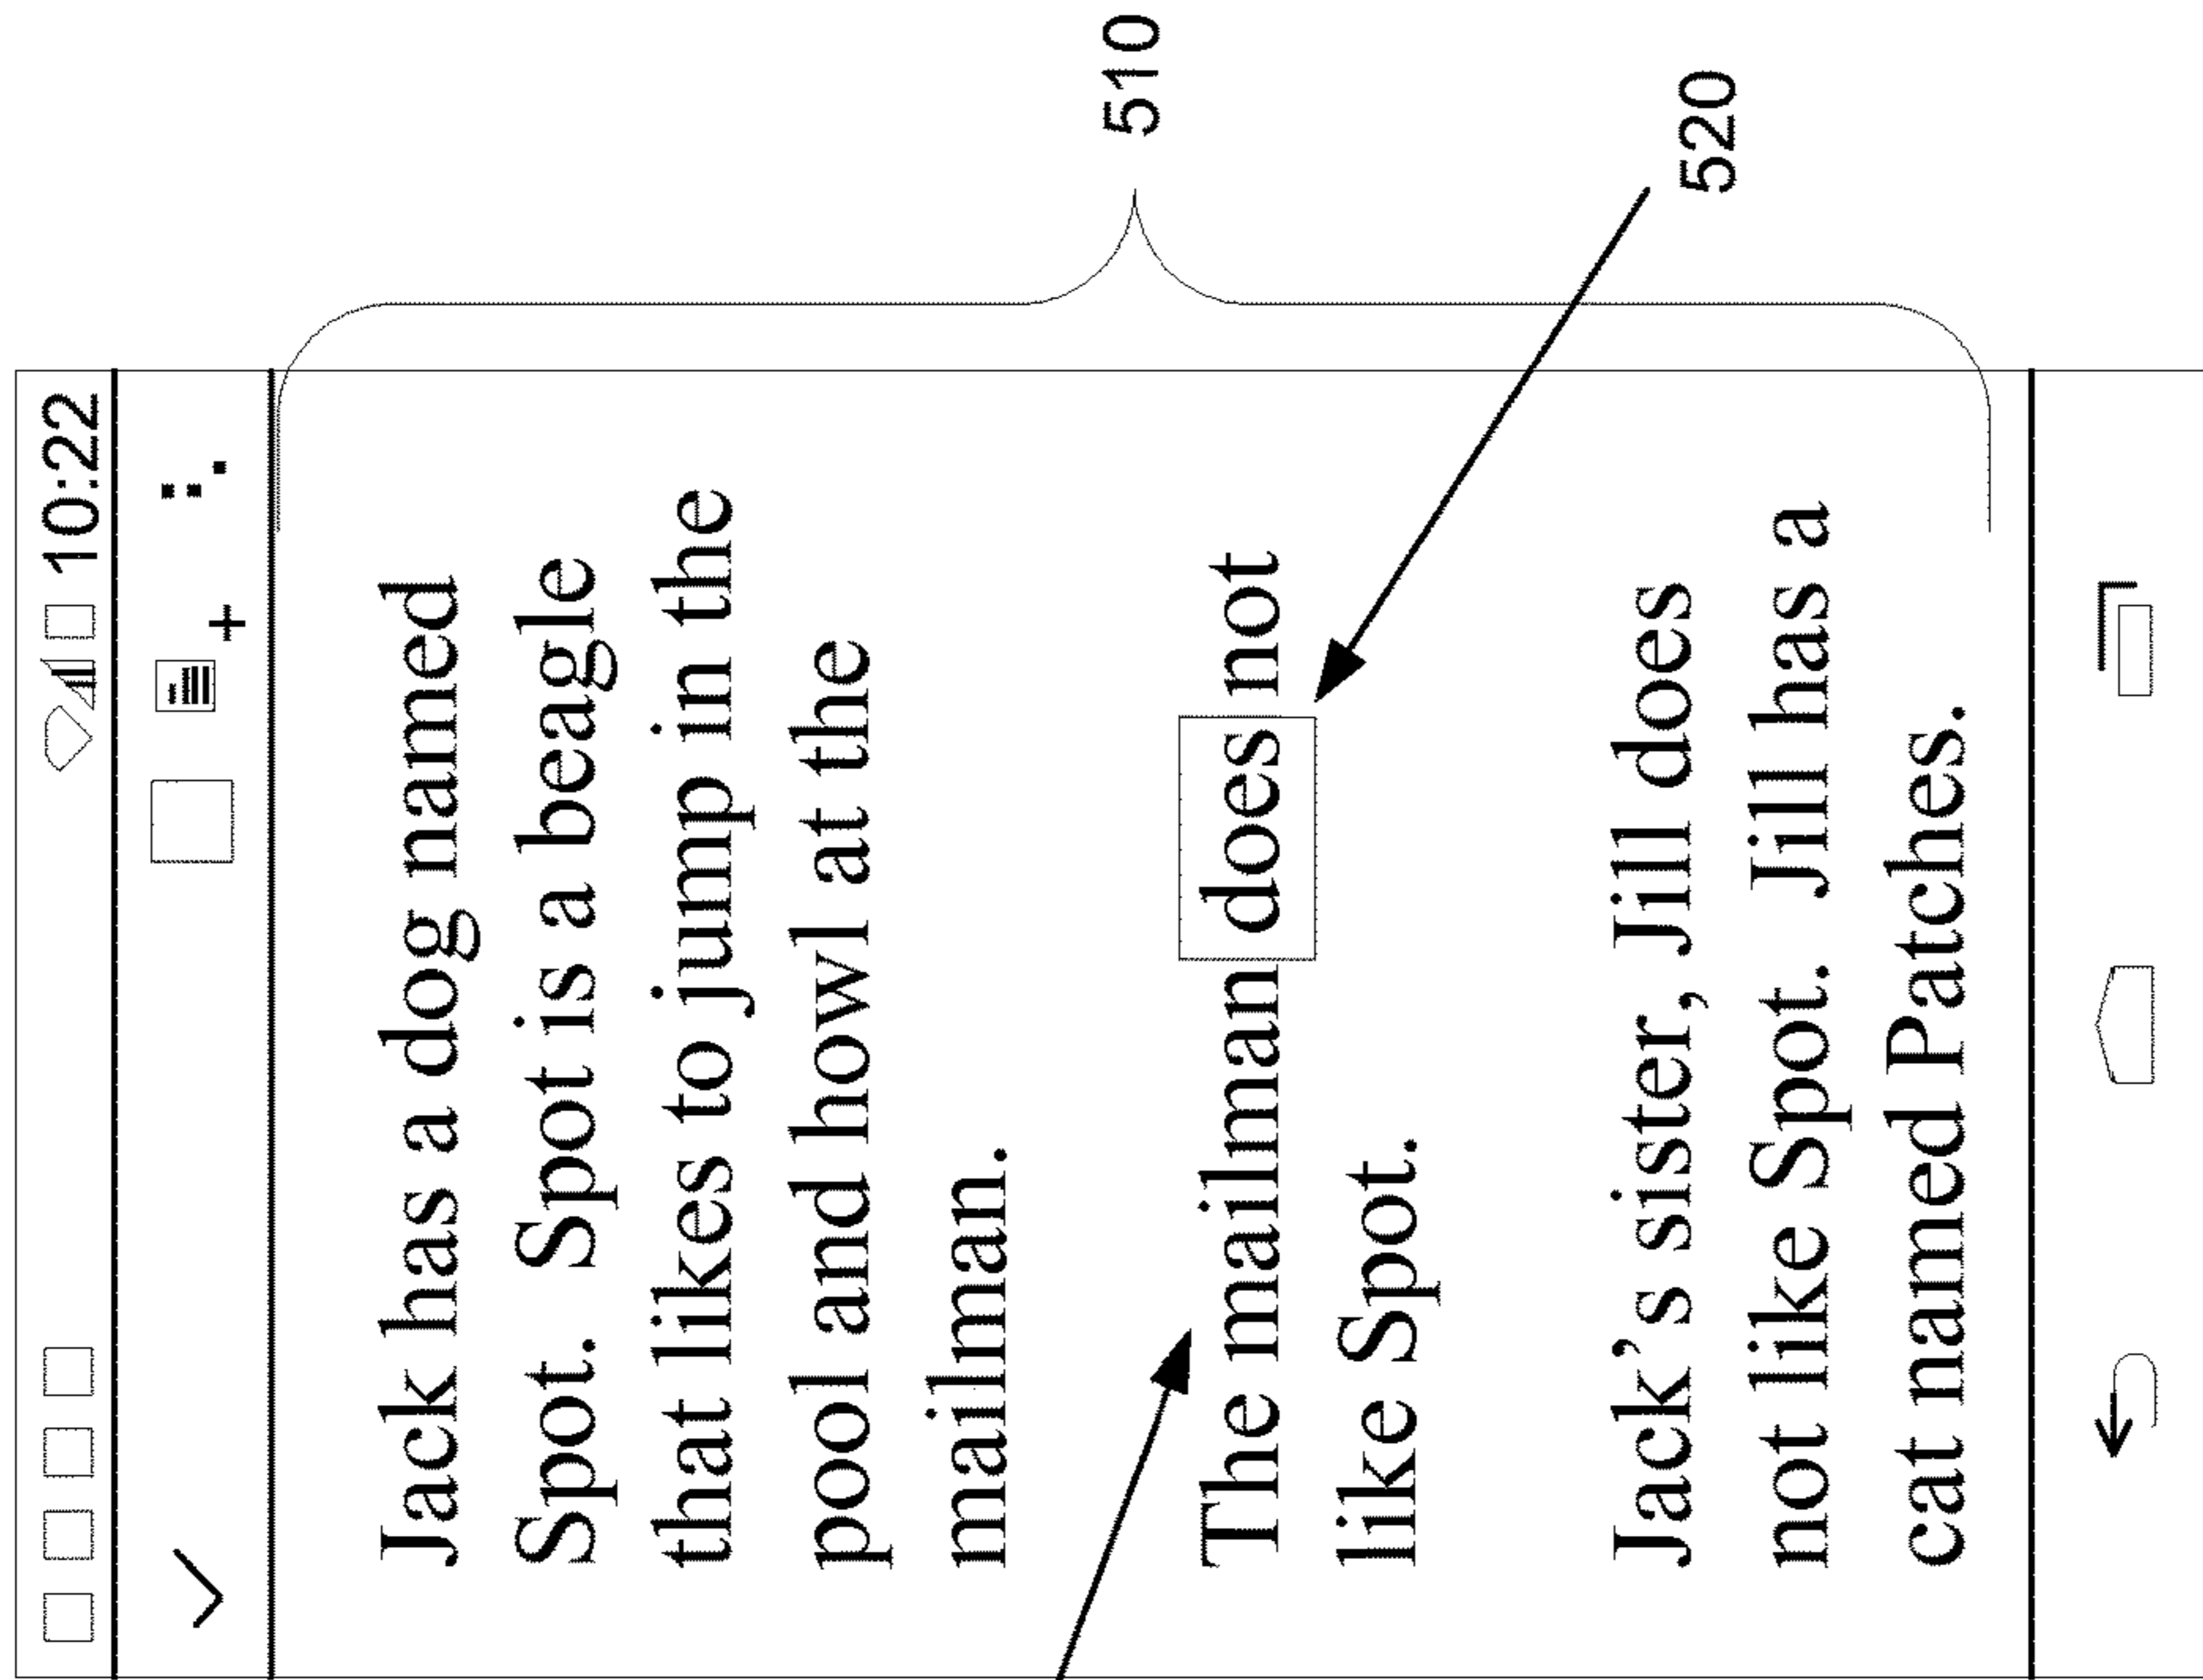 10:22
Jack has a dog named
Spot. Spot is a beagle
that likes to jump in the
pool and howl at the
mailman.
The mailman does not
like Spot.
Jack’s sister, Jill does
not like Spot. Jill has a
cat named Patches.
510
520